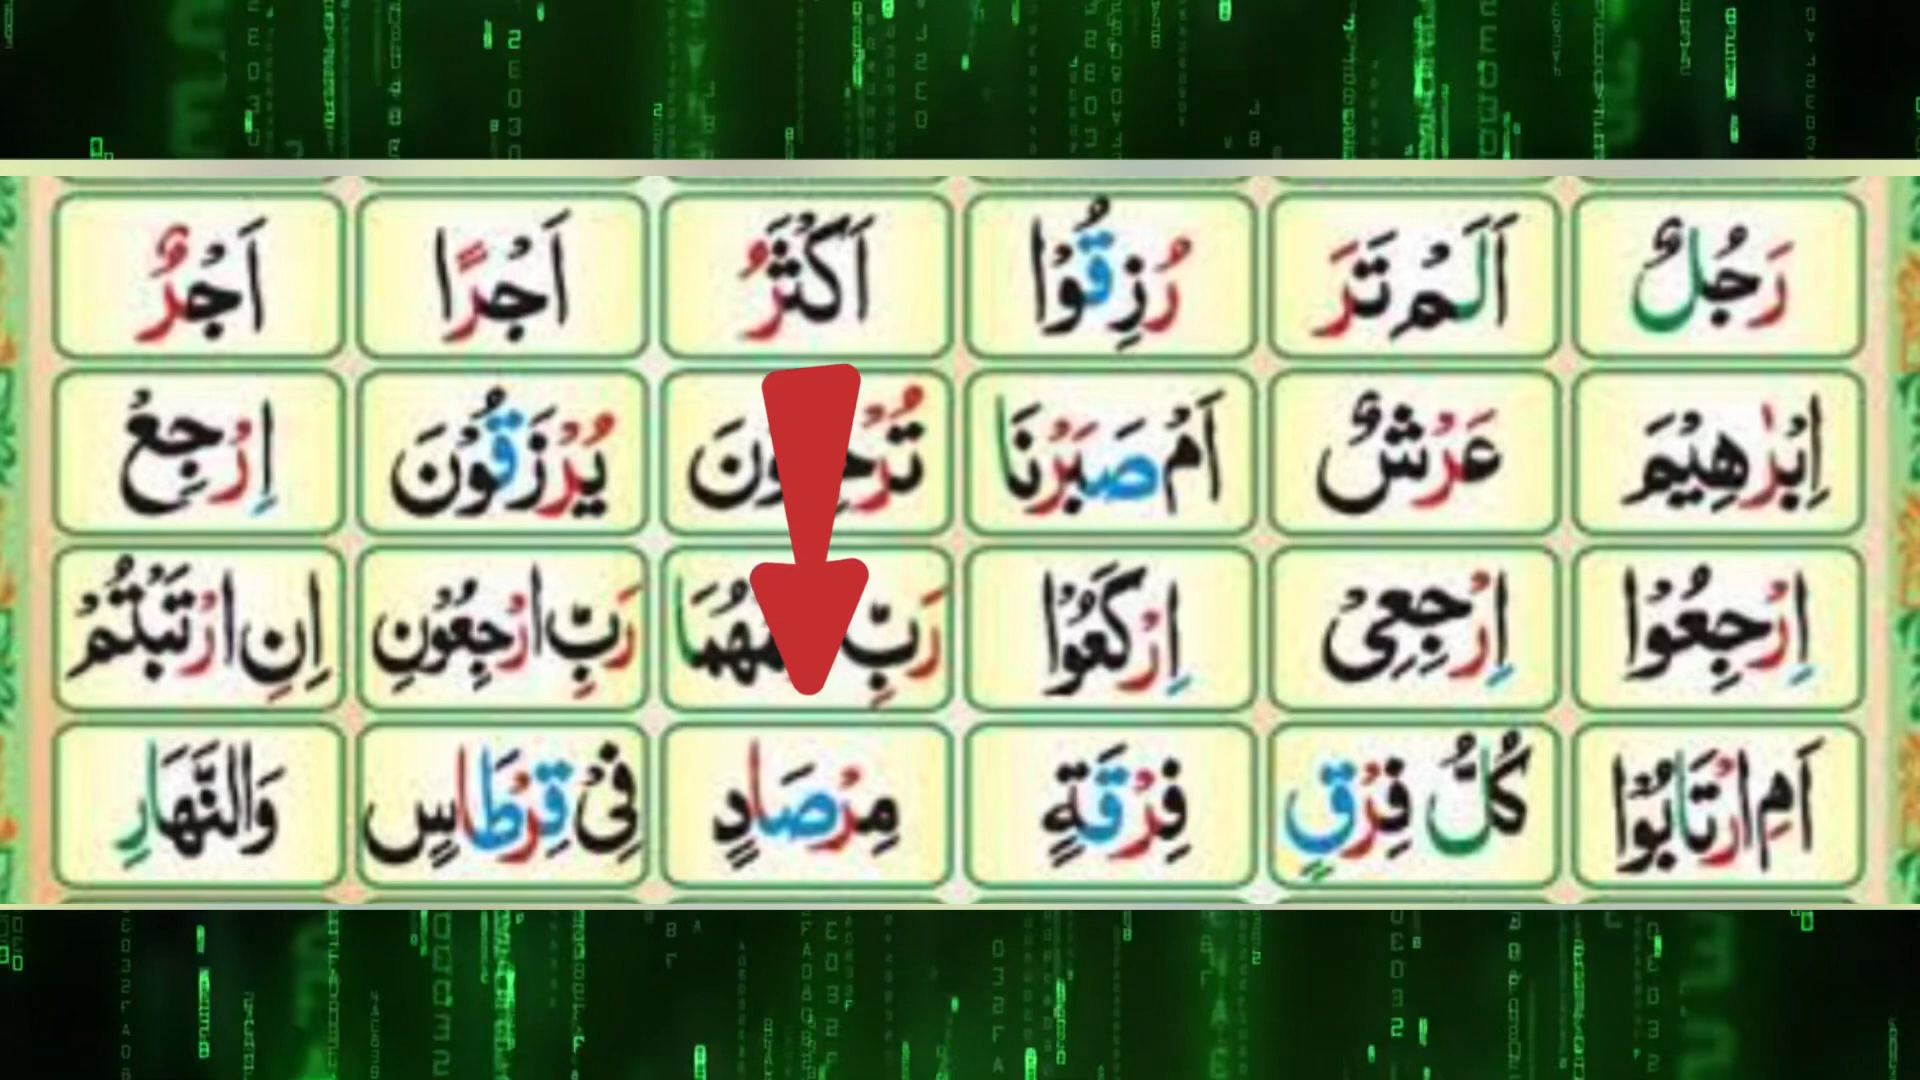 رَجُلٌ اَلَمْ تَرَ رُزِقُوْا اَكْثَرُ اَجْرًا اَجْرٌ
اِبْرٰهِيْمَ عَرْشٌ اَمْ صَبَرْنَا يُرْزَقُوْنَ اِرْجِعْ
اِرْجِعُوْا اِرْجِعِىْ اِرْكَعُوْا رَبِّ رَبِّ ارْجِعُوْنِ اِنِ ارْتَبْتُمْ
اَمِ ارْتَابُوْا كُلُّ فِرْقٍ فِرْقَةٍ مِرْصَادٍ فِىْ قِرْطَاسٍ وَالنَّهَارِ